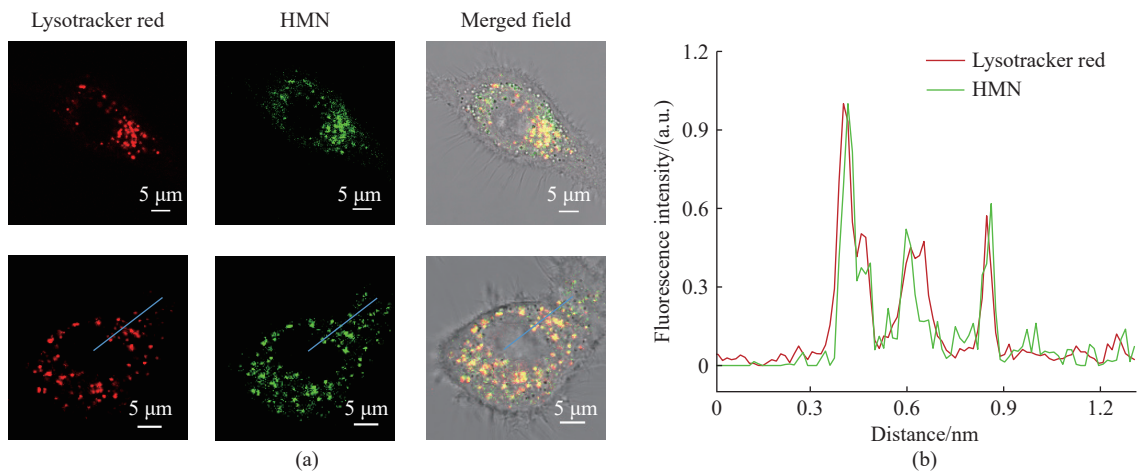 Lysotracker red
HMN
Merged field
5 μm
5 μm
5 μm
5 μm
5 μm
5 μm
(a)
Fluorescence intensity/(a.u.)
1.2
0.9
0.6
0.3
0
0
0.3
0.6
0.9
1.2
Lysotracker red
HMN
Distance/nm
(b)